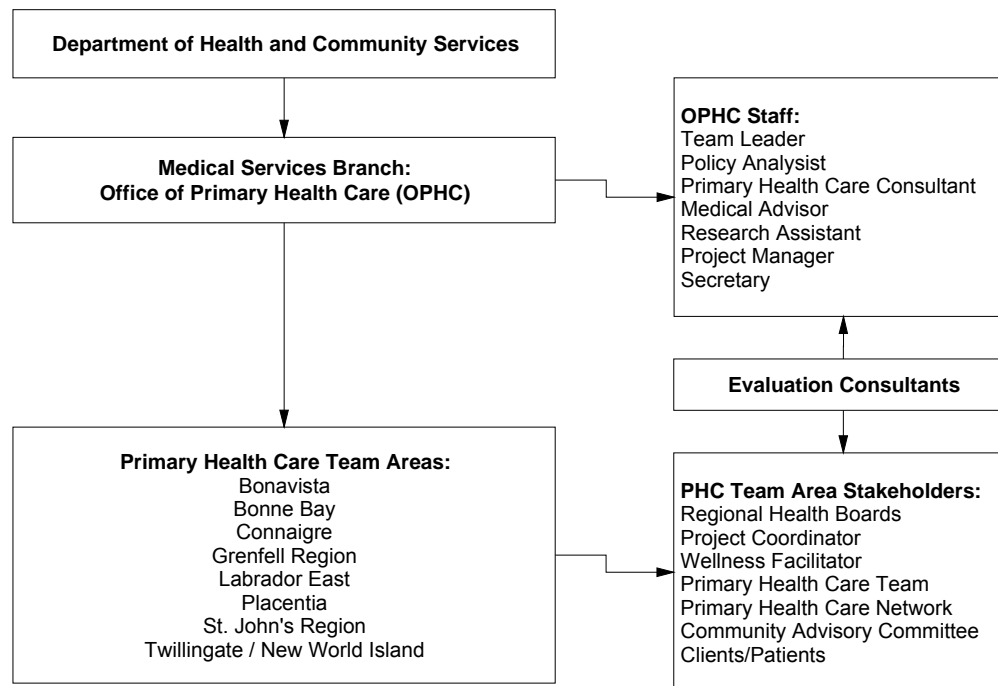 Department of Health and Community Services
Medical Services Branch:
Office of Primary Health Care (OPHC)
OPHC Staff:
Team Leader
Policy Analysist
Primary Health Care Consultant
Medical Advisor
Research Assistant
Project Manager
Secretary
Evaluation Consultants
Primary Health Care Team Areas:
Bonavista
Bonne Bay
Connaigre
Grenfell Region
Labrador East
Placentia
St. John's Region
Twillingate / New World Island
PHC Team Area Stakeholders:
Regional Health Boards
Project Coordinator
Wellness Facilitator
Primary Health Care Team
Primary Health Care Network
Community Advisory Committee
Clients/Patients